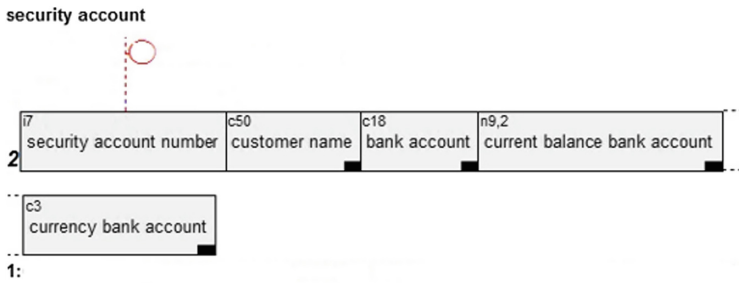 security account
i7 c50 c18 n9,2
security account number customer name bank account current balance bank account
2
c3
currency bank account
1: